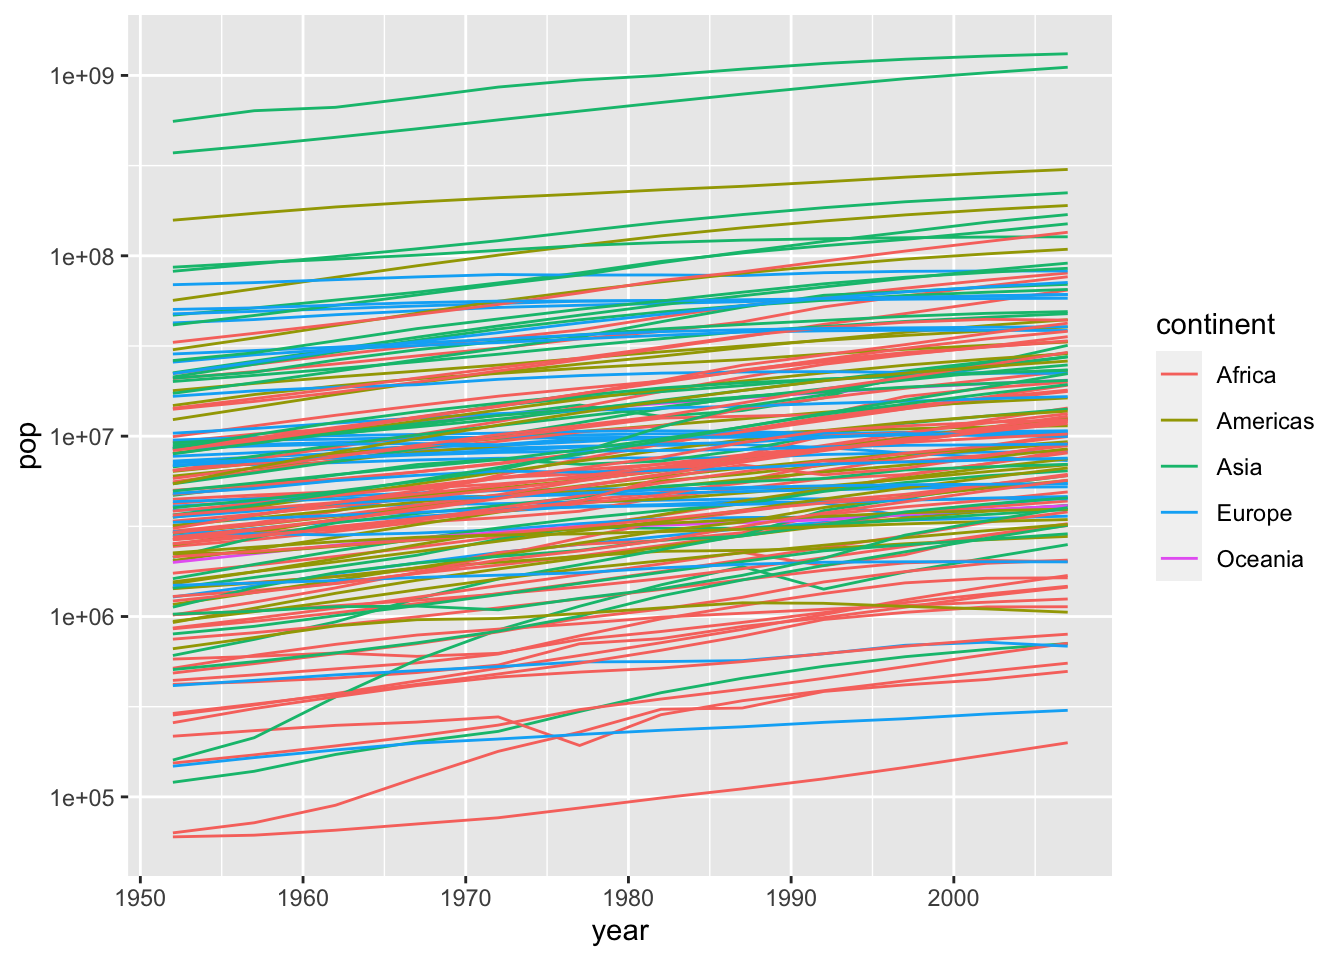 1e+09
1e+08
1e+07
1e+06
1e+05
pop
1950 1960 1970 1980 1990 2000
year
continent
Africa
Americas
Asia
Europe
Oceania